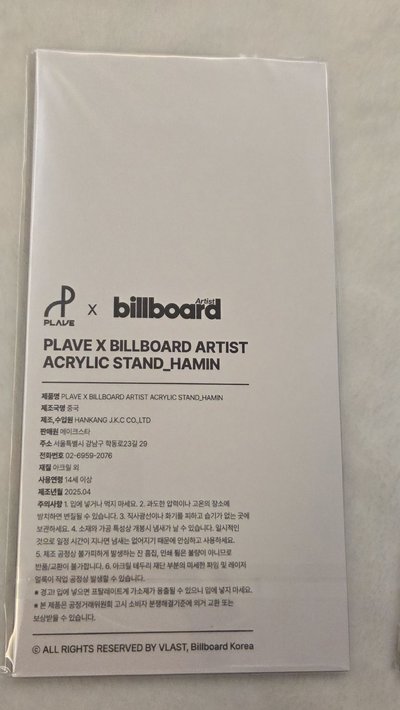 PLAVE X billboard Artist
PLAVE X BILLBOARD ARTIST
ACRYLIC STAND_HAMIN
제품명 PLAVE X BILLBOARD ARTIST ACRYLIC STAND_HAMIN
제조국명 중국
제조,수입원 HANKANG J.K.C CO.,LTD
판매원 메이크스타
주소 서울특별시 강남구 학동로23길 29
전화번호 02-6959-2076
재질 아크릴 외
사용연령 14세 이상
제조년월 2025.04
주의사항 1. 입에 넣거나 먹지 마세요. 2. 과도한 압력이나 고온의 장소에
방치하면 변질될 수 있습니다. 3. 직사광선이나 화기를 피하고 습기가 없는 곳에
보관하세요. 4. 소재와 가공 특성상 개봉시 냄새가 날 수 있습니다. 일시적인
것으로 일정 시간이 지나면 냄새는 없어지기 때문에 안심하고 사용하세요.
5. 제조 공정상 불가피하게 발생하는 잔 흠집, 인쇄 튐은 불량이 아니므로
반품/교환이 불가합니다. 6. 아크릴 테두리 재단 부분의 미세한 파임 및 레이저
얼룩이 작업 공정상 발생할 수 있습니다.
※ 경고! 입에 넣으면 프탈레이트계 가소제가 용출될 수 있으니 입에 넣지 마세요.
※ 본 제품은 공정거래위원회 고시 소비자 분쟁해결기준에 의거 교환 또는
보상받을 수 있습니다.
© ALL RIGHTS RESERVED BY VLAST, Billboard Korea